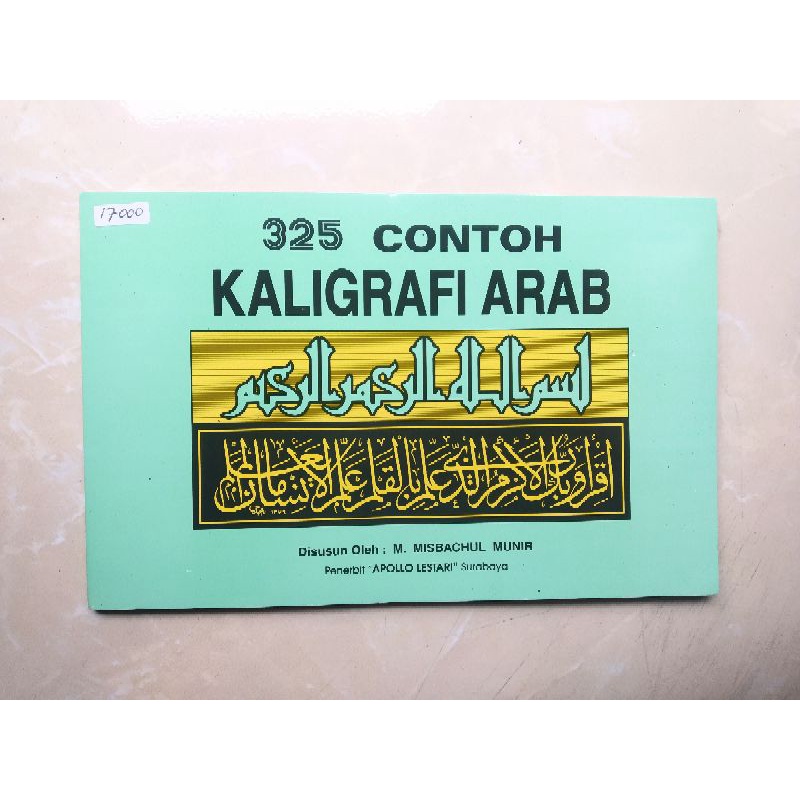 17000
325 CONTOH
KALIGRAFI ARAB
بسم الله الرحمن الرحيم
اقرأ وربك الأكرم الذي علم بالقلم علم الإنسان ما لم يعلم
Disusun Oleh : M. MISBACHUL MUNIR
Penerbit "APOLLO LESTARI" Surabaya